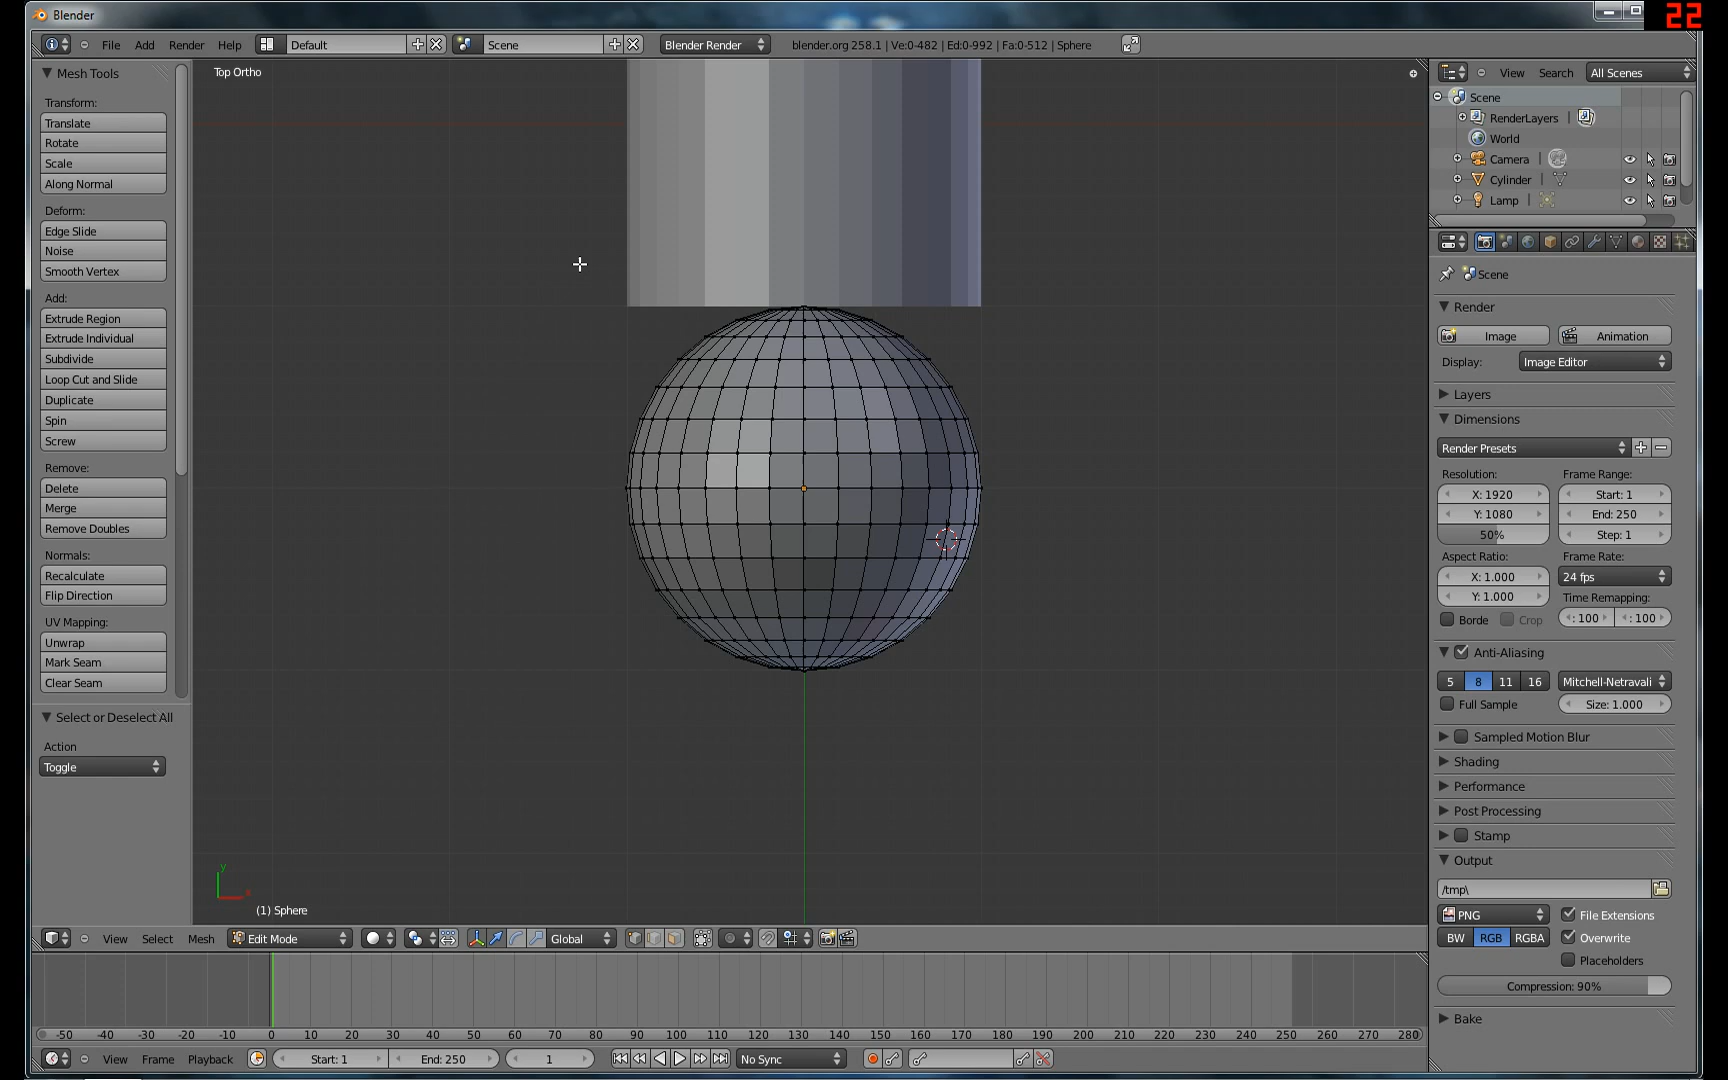 Blender
22
File Add Render Help Default Scene Blender Render blender.org 258.1 | Ve:0-482 | Ed:0-992 | Fa:0-512 | Sphere
Mesh Tools
Transform:
Translate
Rotate
Scale
Along Normal
Deform:
Edge Slide
Noise
Smooth Vertex
Add:
Extrude Region
Extrude Individual
Subdivide
Loop Cut and Slide
Duplicate
Spin
Screw
Remove:
Delete
Merge
Remove Doubles
Normals:
Recalculate
Flip Direction
UV Mapping:
Unwrap
Mark Seam
Clear Seam
Select or Deselect All
Action
Toggle
Top Ortho
y
x
(1) Sphere
View Select Mesh Edit Mode Global
-50 -40 -30 -20 -10 0 10 20 30 40 50 60 70 80 90 100 110 120 130 140 150 160 170 180 190 200 210 220 230 240 250 260 270 280
View Frame Playback Start: 1 End: 250 1 No Sync
View Search All Scenes
Scene
RenderLayers |
World
Camera |
Cylinder |
Lamp |
Scene
Render
Image Animation
Display: Image Editor
Layers
Dimensions
Render Presets
Resolution: Frame Range:
X: 1920 Start: 1
Y: 1080 End: 250
50% Step: 1
Aspect Ratio: Frame Rate:
X: 1.000 24 fps
Y: 1.000 Time Remapping:
Borde Crop : 100 : 100
Anti-Aliasing
5 8 11 16 Mitchell-Netravali
Full Sample Size: 1.000
Sampled Motion Blur
Shading
Performance
Post Processing
Stamp
Output
/tmp\
PNG File Extensions
BW RGB RGBA Overwrite
Placeholders
Compression: 90%
Bake